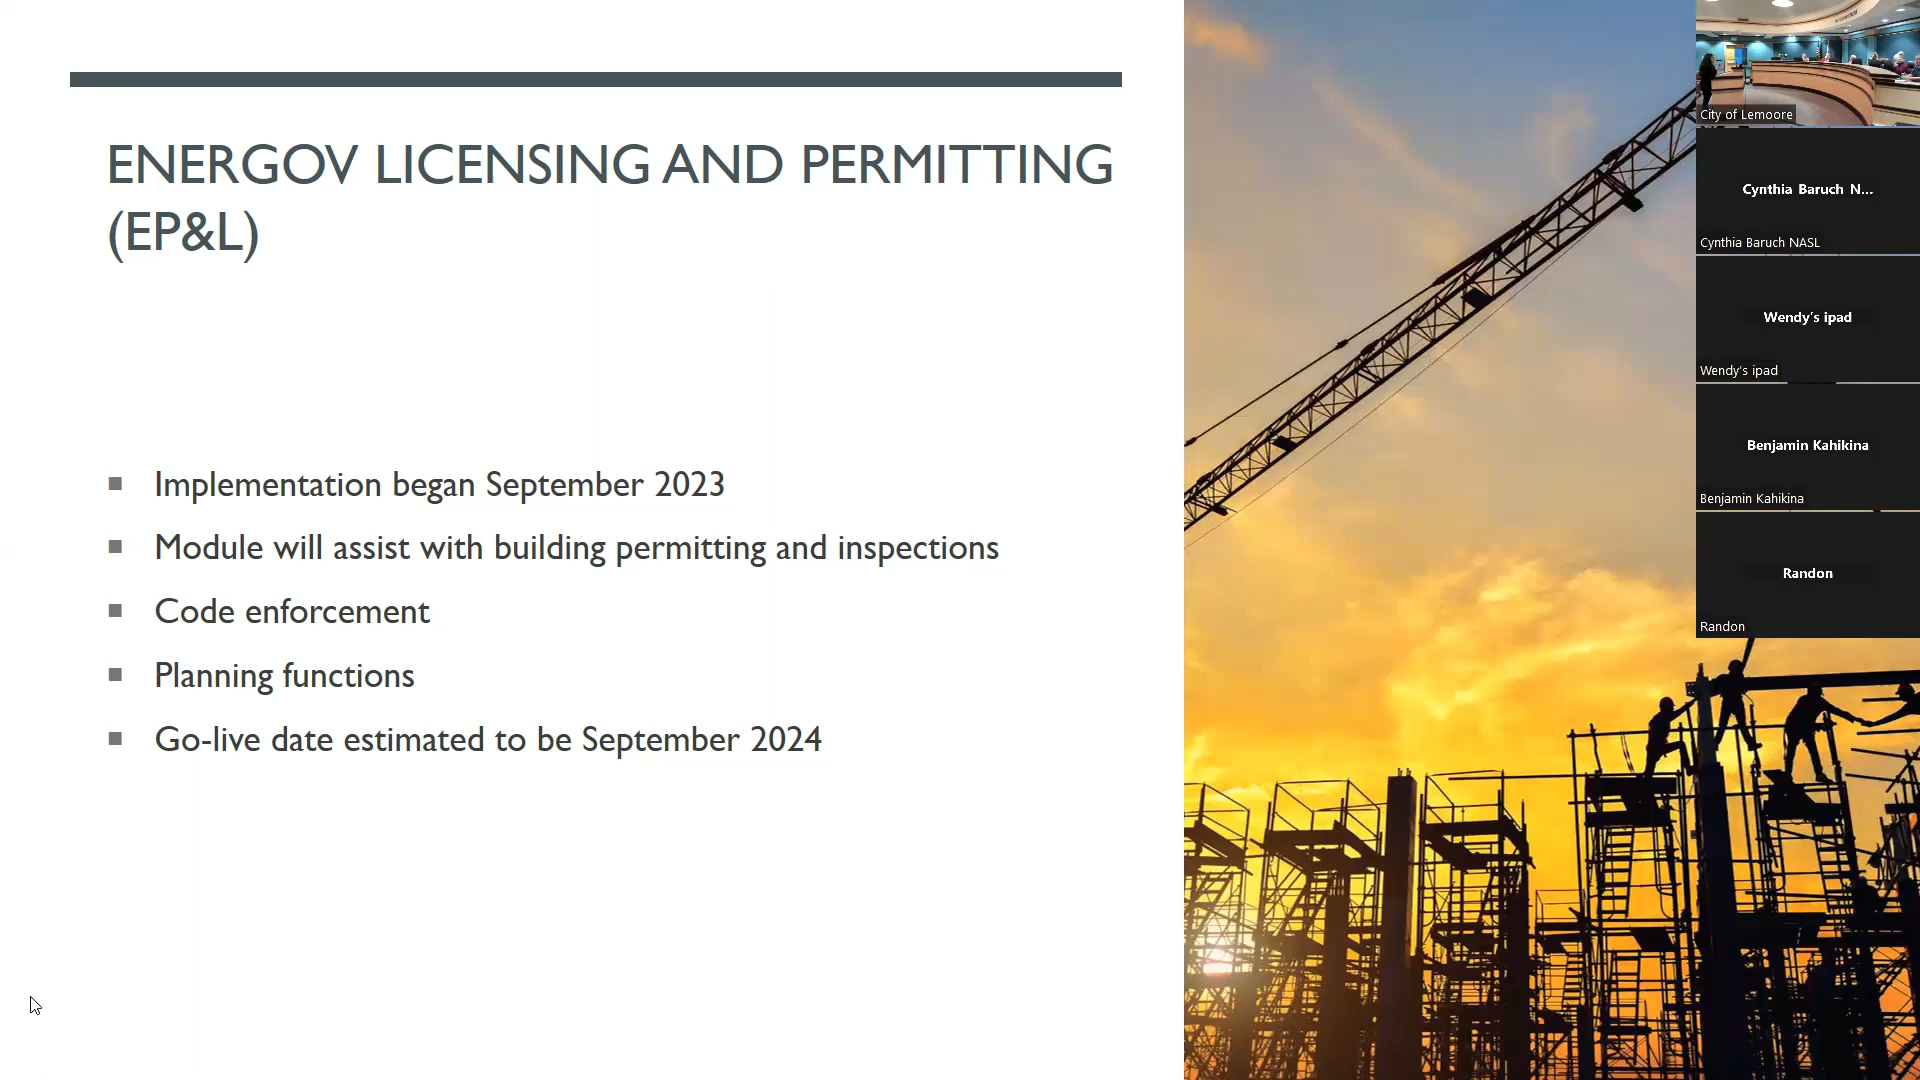 ENERGOV LICENSING AND PERMITTING
(EP&L)
Implementation began September 2023
Module will assist with building permitting and inspections
Code enforcement
Planning functions
Go-live date estimated to be September 2024
City of Lemoore
Cynthia Baruch N...
Cynthia Baruch NASL
Wendy's ipad
Wendy's ipad
Benjamin Kahikina
Benjamin Kahikina
Randon
Randon